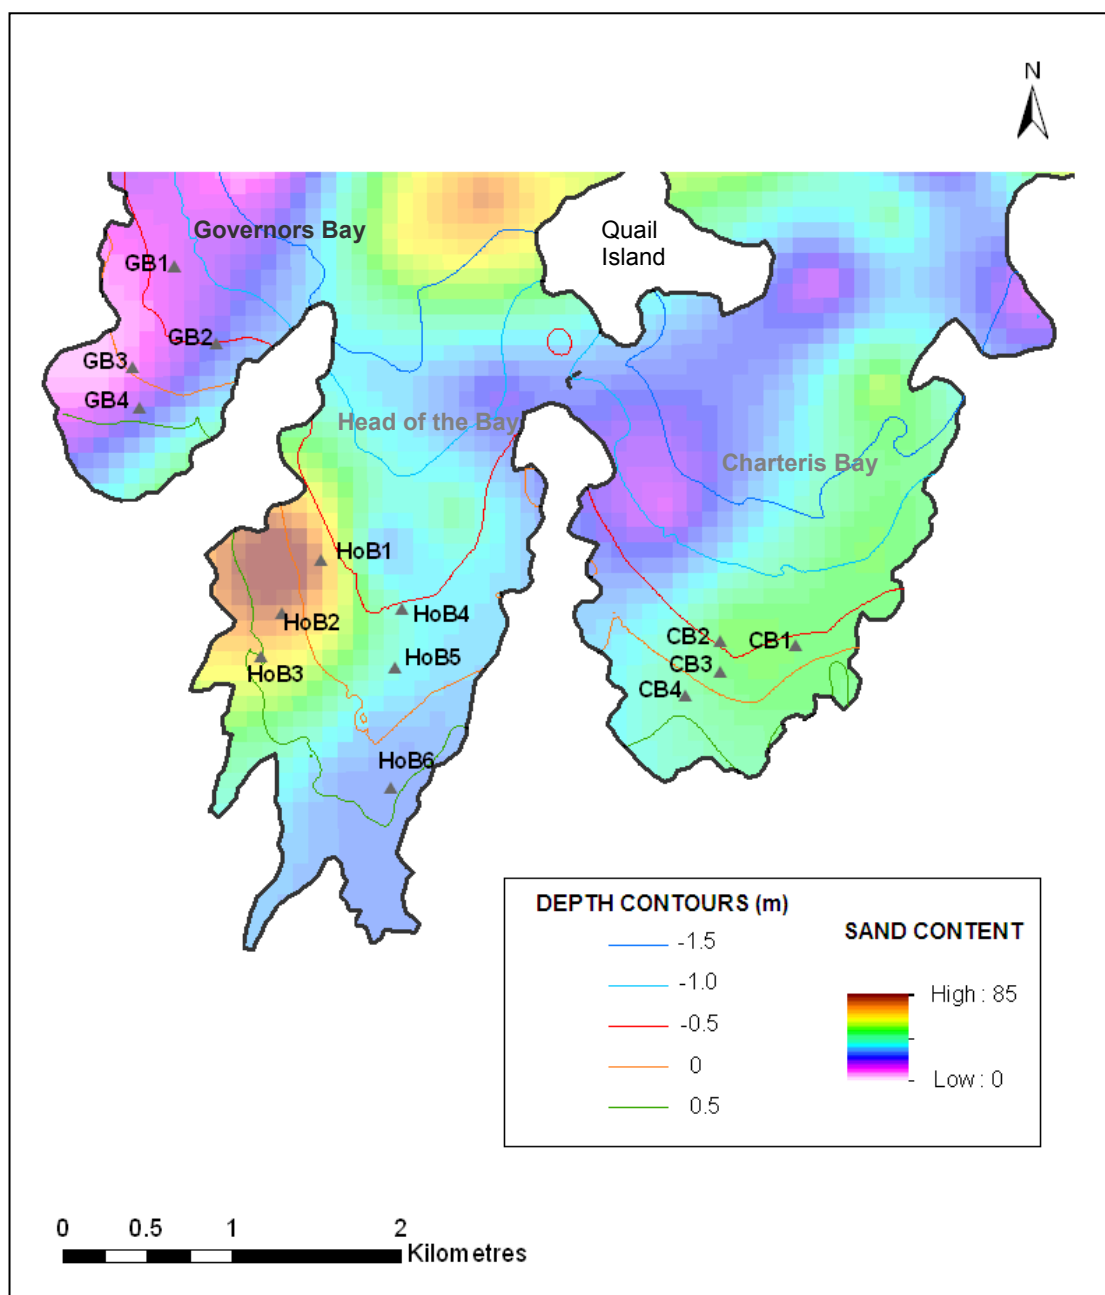 N
Governors Bay
Quail
Island
GB1
GB2
GB3
GB4
Head of the Bay
Charteris Bay
HoB1
HoB2
HoB4
HoB3
HoB5
CB2
CB1
CB3
CB4
HoB6
DEPTH CONTOURS (m)
-1.5
-1.0
-0.5
0
0.5
SAND CONTENT
High : 85
Low : 0
0 0.5 1 2
Kilometres